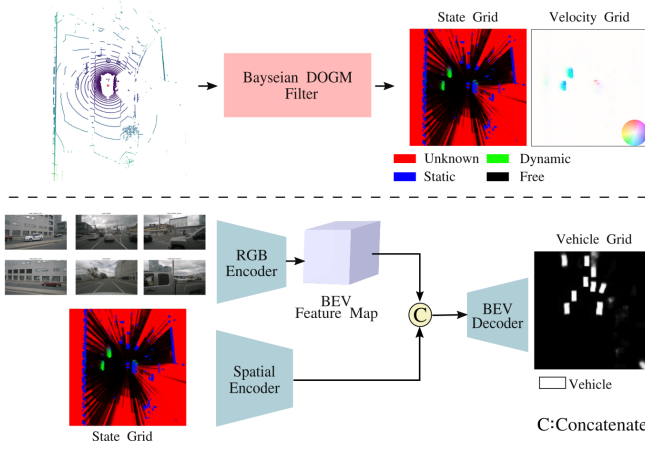 State Grid
Velocity Grid
Bayseian DOGM
Filter
Unknown
Dynamic
Static
Free
RGB
Encoder
BEV
Feature Map
Vehicle Grid
C
BEV
Decoder
Spatial
Encoder
Vehicle
State Grid
C:Concatenate